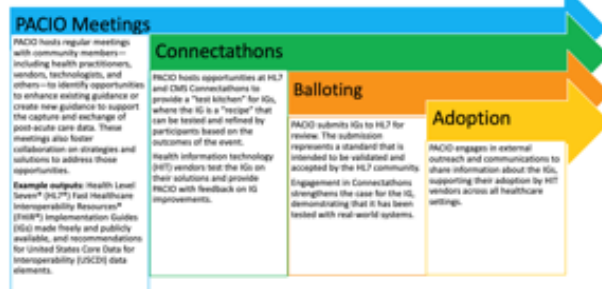 PACIO Meetings
PACIO hosts regular meetings
with community members—
including health practitioners,
vendors, technologists, and
others—to identify opportunities
to enhance existing guidance or
create new guidance to support
the capture and exchange of
post-acute care data. These
meetings also foster
collaboration on strategies and
solutions to address those
opportunities.
Example outputs: Health Level
Seven® (HL7®) Fast Healthcare
Interoperability Resources®
(FHIR®) Implementation Guides
(IGs) made freely and publicly
available, and recommendations
for United States Core Data for
Interoperability (USCDI) data
elements.
Connectathons
PACIO hosts opportunities at HL7
and CMS Connectathons to
provide a "test kitchen" for IGs,
where the IG is a "recipe" that
can be tested and refined by
participants based on the
outcomes of the event.
Health information technology
(HIT) vendors test the IGs on
their solutions and provide
PACIO with feedback on IG
improvements.
Balloting
PACIO submits IGs to HL7 for
review. The submission
represents a standard that is
intended to be validated and
accepted by the HL7 community.
Engagement in Connectathons
strengthens the case for the IG,
demonstrating that it has been
tested with real-world systems.
Adoption
PACIO engages in external
outreach and communications to
share information about the IGs,
supporting their adoption by HIT
vendors across all healthcare
settings.